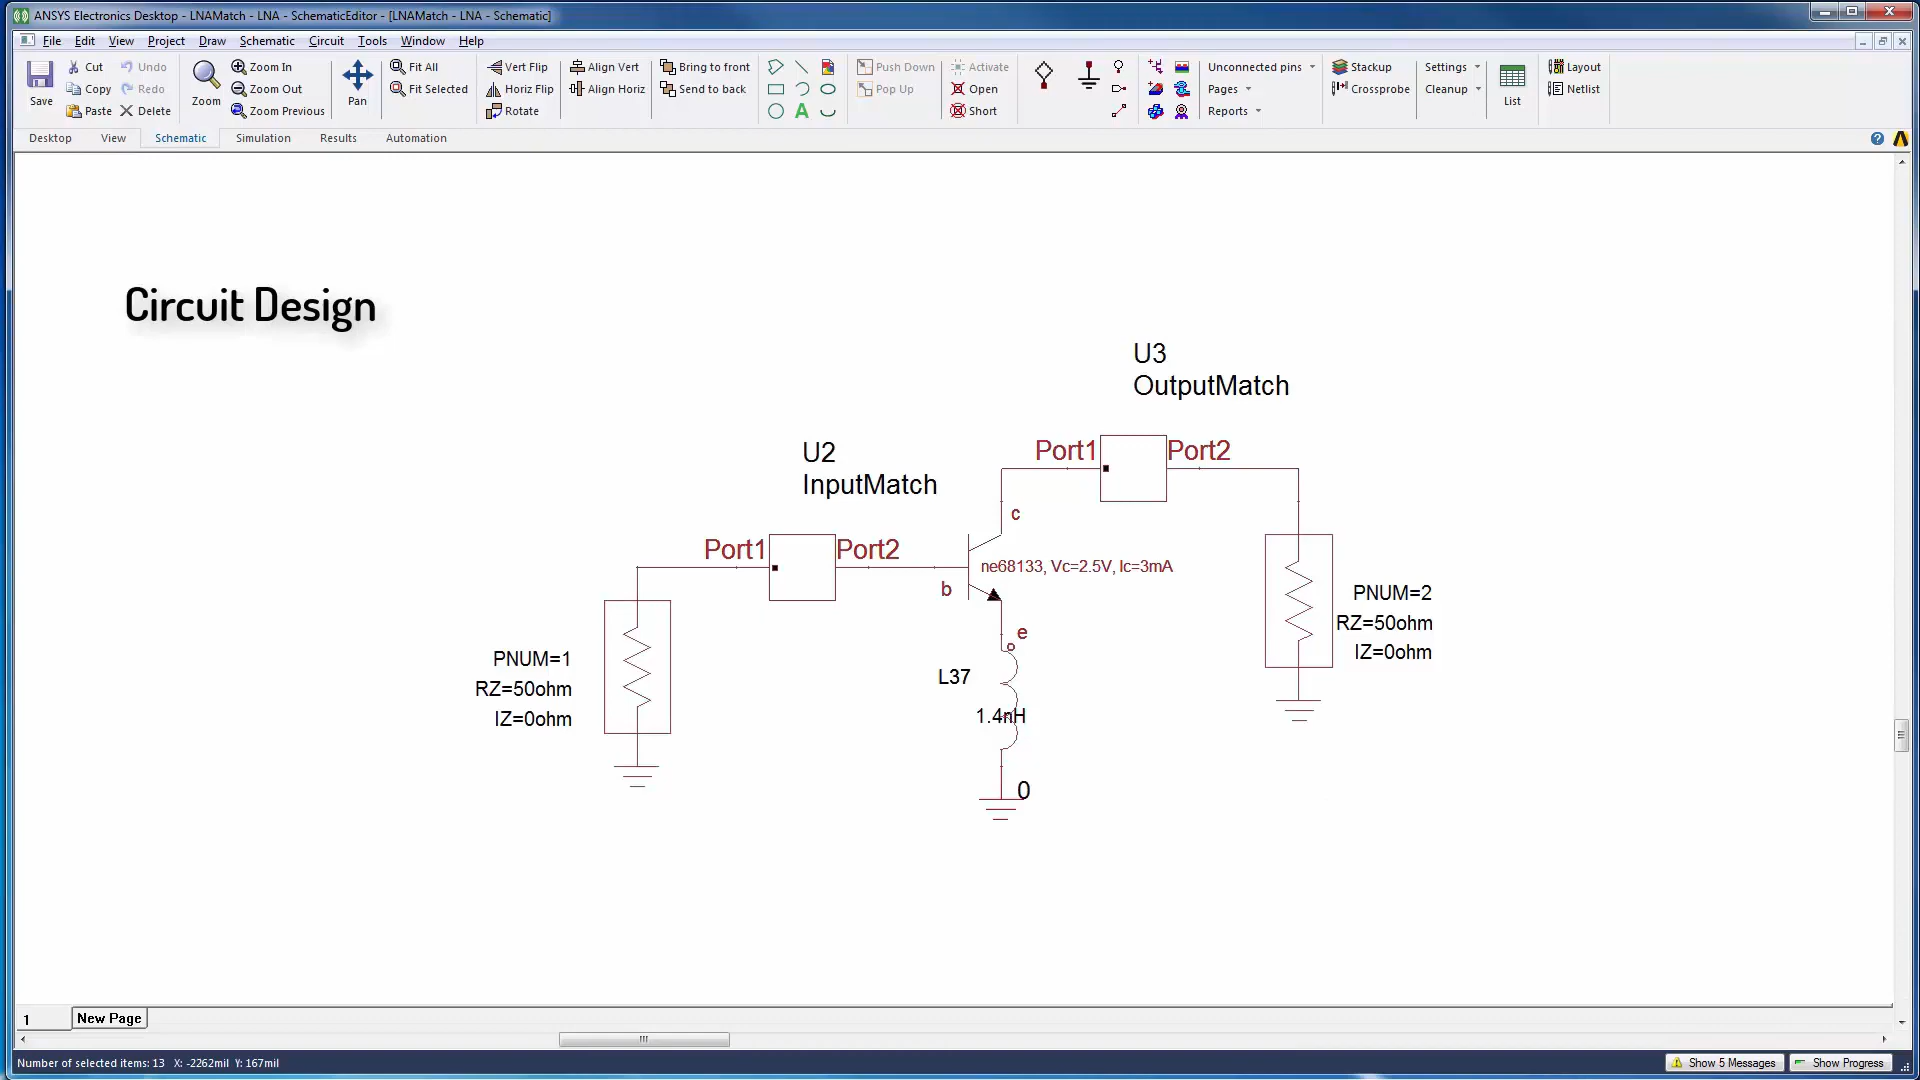 ANSYS Electronics Desktop - LNAMatch - LNA - SchematicEditor - [LNAMatch - LNA - Schematic]
File Edit View Project Draw Schematic Circuit Tools Window Help
Save
Cut
Copy
Paste
Undo
Redo
Delete
Zoom
Zoom In
Zoom Out
Zoom Previous
Pan
Fit All
Fit Selected
Vert Flip
Horiz Flip
Rotate
Align Vert
Align Horiz
Bring to front
Send to back
A
Push Down
Pop Up
Activate
Open
Short
Unconnected pins
Pages
Reports
Stackup
Crossprobe
Settings
Cleanup
List
Layout
Netlist
Desktop View Schematic Simulation Results Automation
Circuit Design
U3
OutputMatch
Port1 Port2
U2
InputMatch
Port1 Port2
c
b
ne68133, Vc=2.5V, Ic=3mA
e
L37
1.4nH
0
PNUM=1
RZ=50ohm
IZ=0ohm
PNUM=2
RZ=50ohm
IZ=0ohm
1 New Page
Number of selected items: 13 X: -2262mil Y: 167mil
Show 5 Messages Show Progress